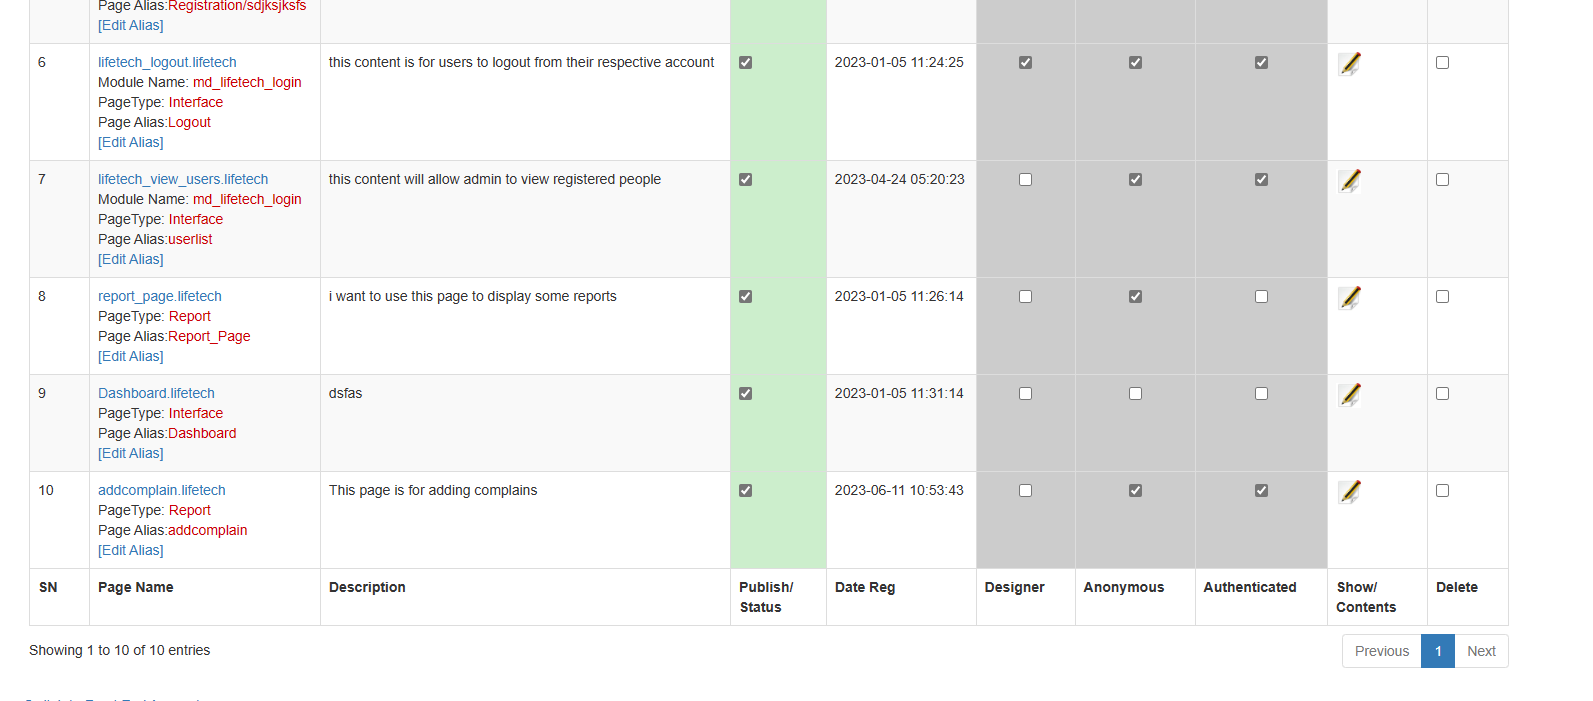 Page Alias:Registration/sdjksjksfs
[Edit Alias]
6
lifetech_logout.lifetech
this content is for users to logout from their respective account
2023-01-05 11:24:25
Module Name: md_lifetech_login
PageType: Interface
Page Alias:Logout
[Edit Alias]
7
lifetech_view_users.lifetech
this content will allow admin to view registered people
2023-04-24 05:20:23
Module Name: md_lifetech_login
PageType: Interface
Page Alias:userlist
[Edit Alias]
8
report_page.lifetech
i want to use this page to display some reports
2023-01-05 11:26:14
PageType: Report
Page Alias:Report_Page
[Edit Alias]
9
Dashboard.lifetech
dsfas
2023-01-05 11:31:14
PageType: Interface
Page Alias:Dashboard
[Edit Alias]
10
addcomplain.lifetech
This page is for adding complains
2023-06-11 10:53:43
PageType: Report
Page Alias:addcomplain
[Edit Alias]
SN
Page Name
Description
Publish/
Status
Date Reg
Designer
Anonymous
Authenticated
Show/
Contents
Delete
Showing 1 to 10 of 10 entries
Previous
1
Next